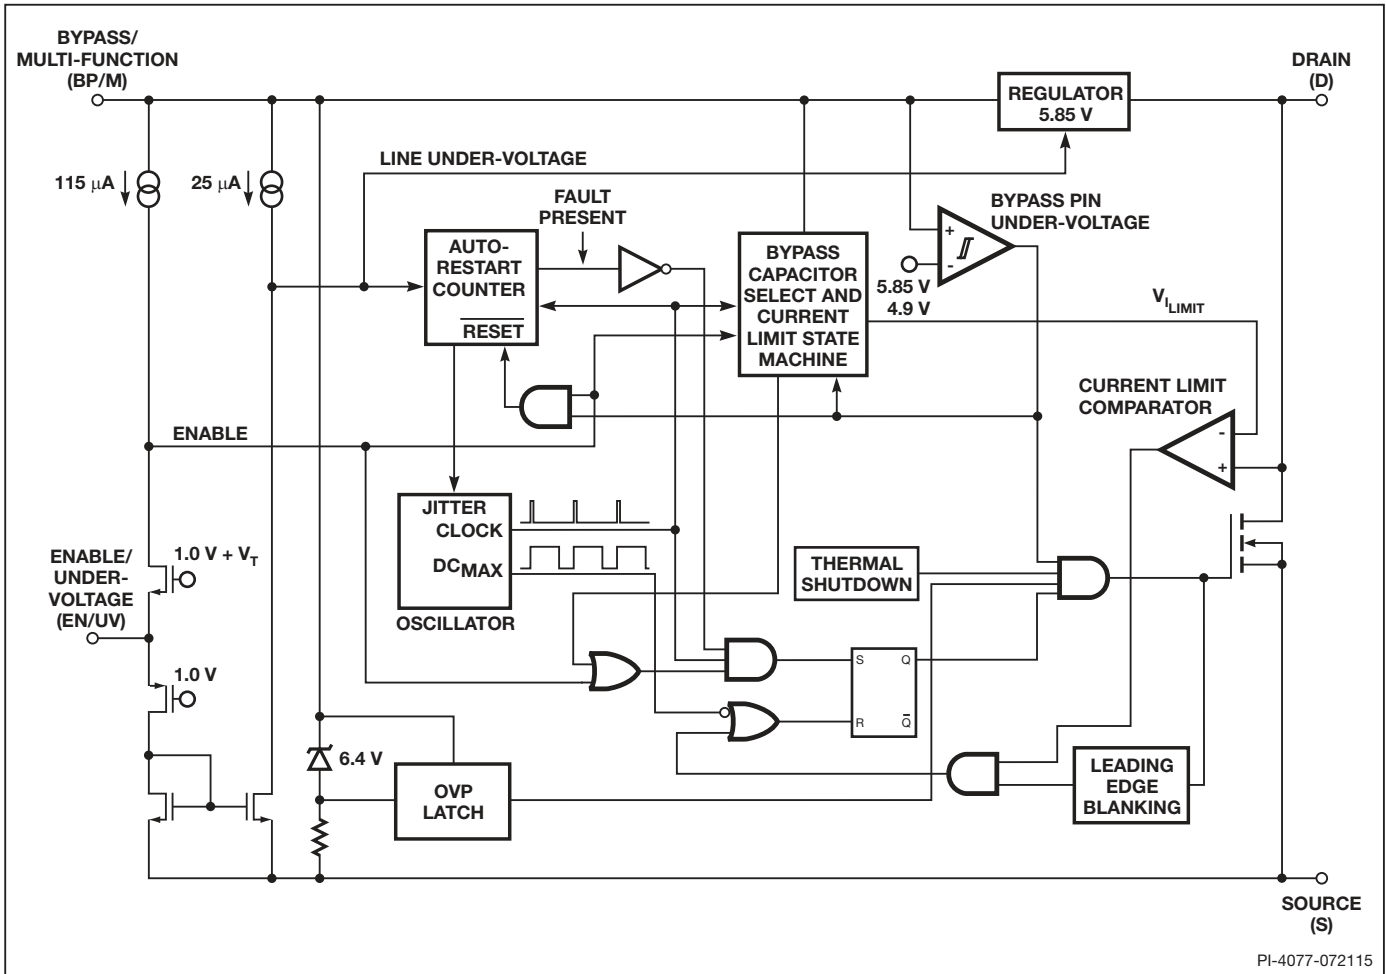 BYPASS/
MULTI-FUNCTION
(BP/M)
DRAIN
(D)
REGULATOR
5.85 V
LINE UNDER-VOLTAGE
115 μA
25 μA
FAULT
PRESENT
BYPASS PIN
UNDER-VOLTAGE
+
-
5.85 V
4.9 V
AUTO-
RESTART
COUNTER
RESET
BYPASS
CAPACITOR
SELECT AND
CURRENT
LIMIT STATE
MACHINE
VILIMIT
CURRENT LIMIT
COMPARATOR
-
+
ENABLE
JITTER
CLOCK
DCMAX
OSCILLATOR
1.0 V + VT
ENABLE/
UNDER-
VOLTAGE
(EN/UV)
1.0 V
THERMAL
SHUTDOWN
S Q
R Q
6.4 V
OVP
LATCH
LEADING
EDGE
BLANKING
SOURCE
(S)
PI-4077-072115